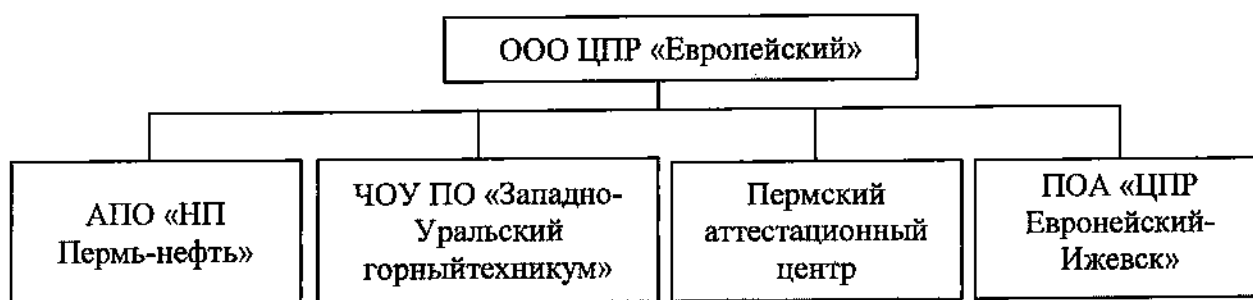 ООО ЦПР «Европейский»
АПО «НП
Пермь-нефть»
ЧОУ ПО «Западно-
Уральский
горныйтехникум»
Пермский
аттестационный
центр
ПОА «ЦПР
Евронейский-
Ижевск»